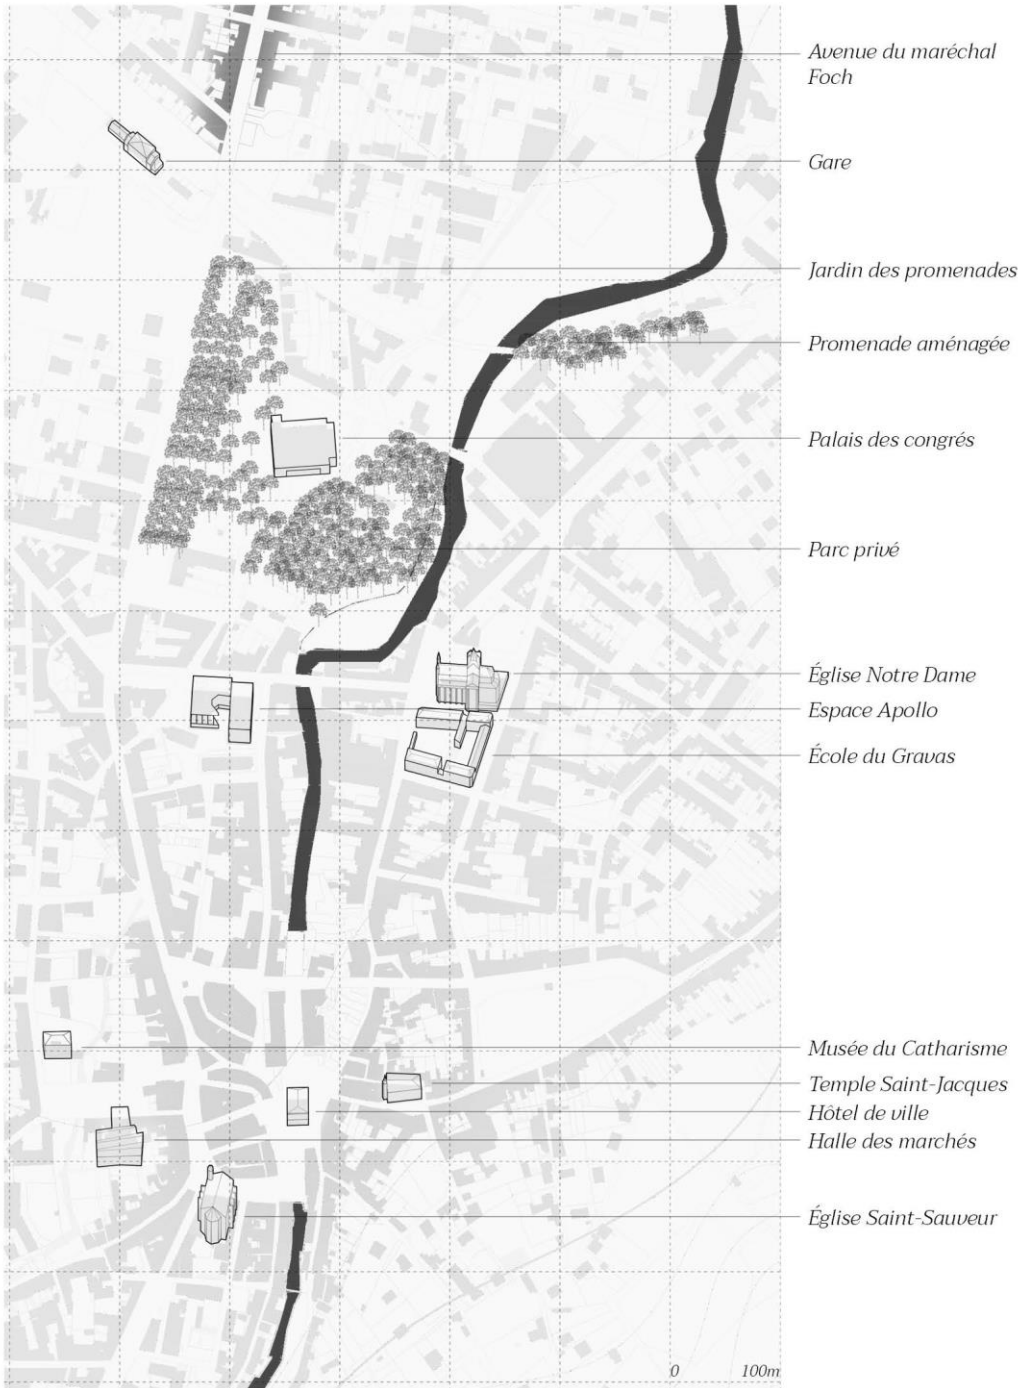 Avenue du maréchal
Foch
Gare
Jardin des promenades
Promenade aménagée
Palais des congrés
Parc privé
Église Notre Dame
Espace Apollo
École du Gravas
Musée du Catharisme
Temple Saint-Jacques
Hôtel de ville
Halle des marchés
Église Saint-Sauveur
0 100m